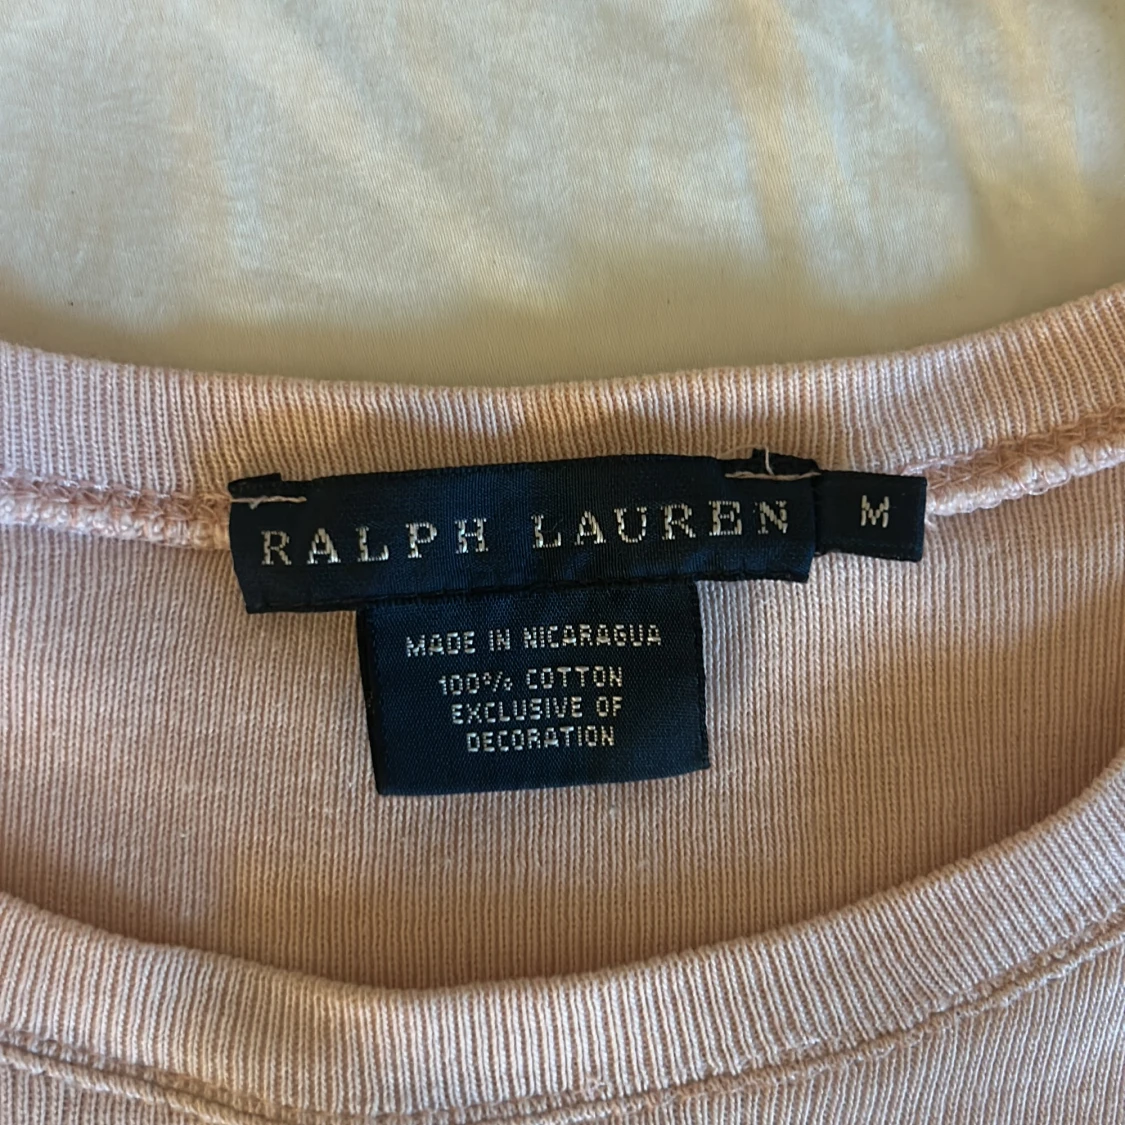 RALPH LAUREN
M
MADE IN NICARAGUA
100% COTTON
EXCLUSIVE OF
DECORATION